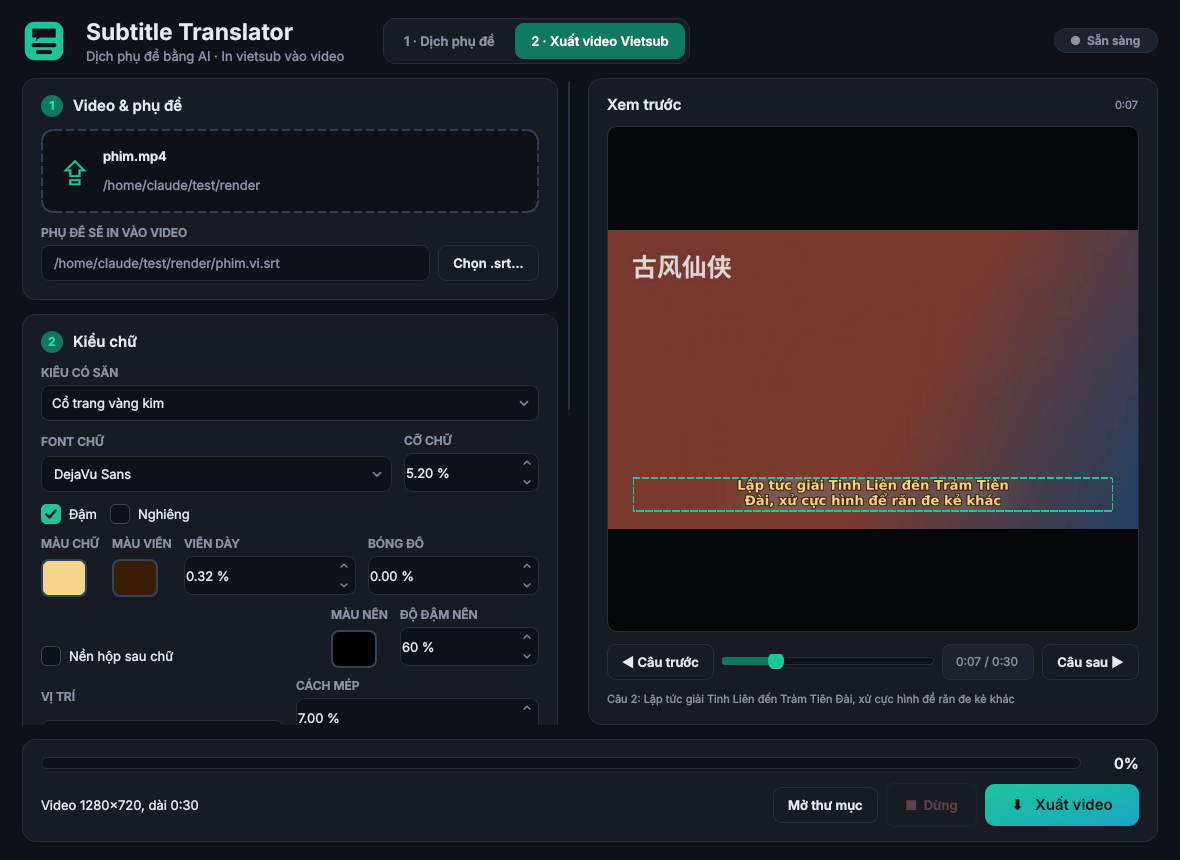 Subtitle Translator
Dịch phụ đề bằng AI · In vietsub vào video
1 · Dịch phụ đề
2 · Xuất video Vietsub
Sẵn sàng
1
Video & phụ đề
phim.mp4
/home/claude/test/render
PHỤ ĐỀ SẼ IN VÀO VIDEO
/home/claude/test/render/phim.vi.srt
Chọn .srt...
2
Kiểu chữ
KIỂU CÓ SẴN
Cổ trang vàng kim
FONT CHỮ
CỠ CHỮ
DejaVu Sans
5.20 %
Đậm
Nghiêng
MÀU CHỮ
MÀU VIỀN
VIỀN DÀY
BÓNG ĐỔ
0.32 %
0.00 %
MÀU NỀN
ĐỘ ĐẬM NỀN
Nền hộp sau chữ
60 %
VỊ TRÍ
CÁCH MÉP
7.00 %
Xem trước
0:07
古风仙侠
Lập tức giải Tinh Liên đến Trảm Tiên
Đài, xử cực hình để răn đe kẻ khác
◀ Câu trước
0:07 / 0:30
Câu sau ▶
Câu 2: Lập tức giải Tinh Liên đến Trảm Tiên Đài, xử cực hình để răn đe kẻ khác
0%
Video 1280×720, dài 0:30
Mở thư mục
Dừng
Xuất video